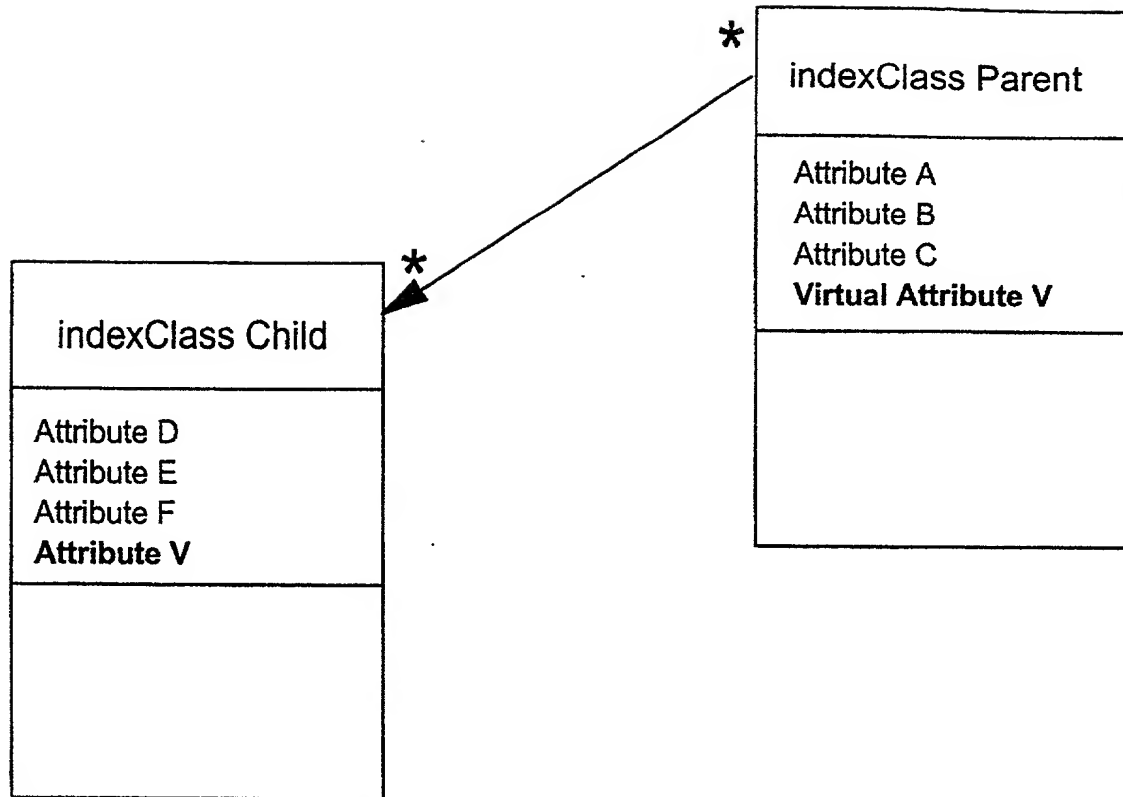 *
indexClass Parent
Attribute A
Attribute B
Attribute C
Virtual Attribute V
*
indexClass Child
Attribute D
Attribute E
Attribute F
Attribute V